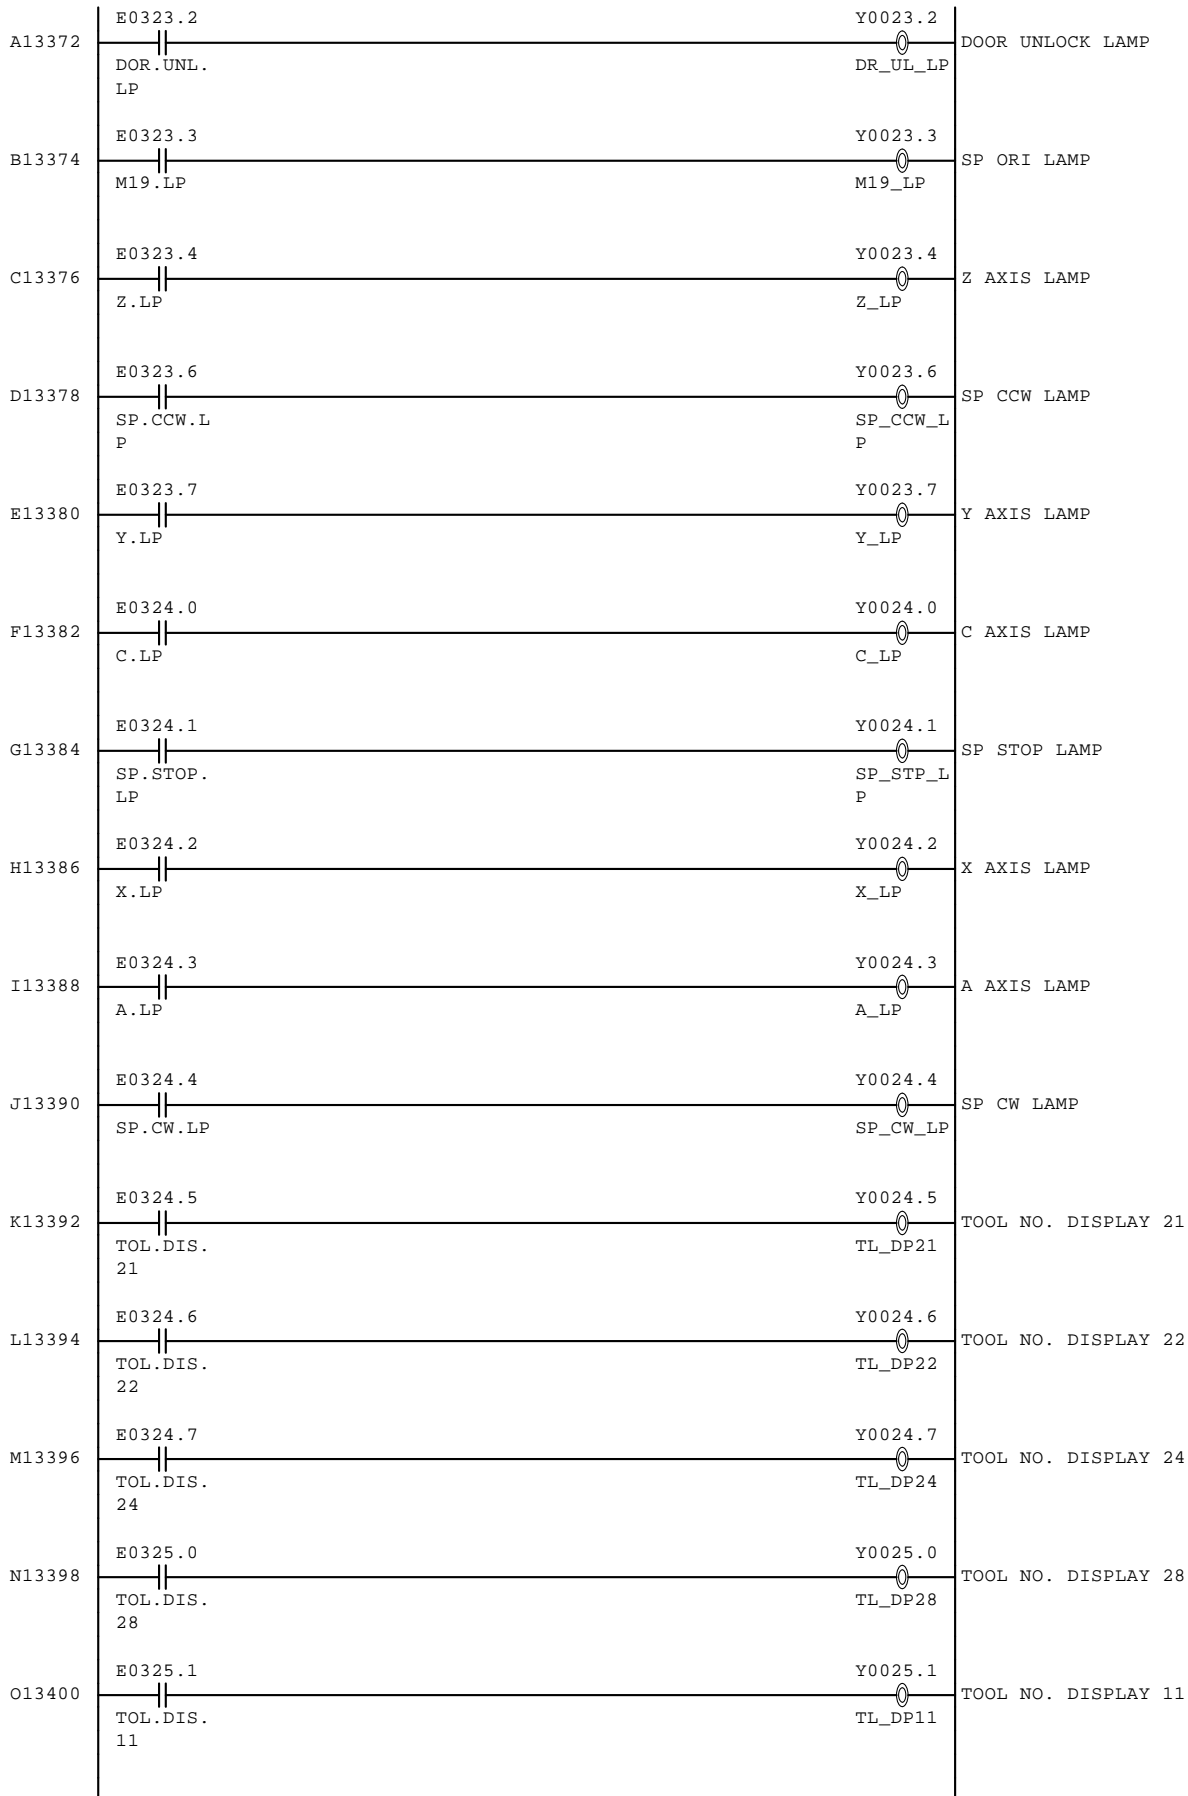 E0323.2 Y0023.2
A13372 DOOR UNLOCK LAMP
DOR.UNL. DR_UL_LP
LP
E0323.3 Y0023.3
B13374 SP ORI LAMP
M19.LP M19_LP
E0323.4 Y0023.4
C13376 Z AXIS LAMP
Z.LP Z_LP
E0323.6 Y0023.6
D13378 SP CCW LAMP
SP.CCW.L SP_CCW_L
P P
E0323.7 Y0023.7
E13380 Y AXIS LAMP
Y.LP Y_LP
E0324.0 Y0024.0
F13382 C AXIS LAMP
C.LP C_LP
E0324.1 Y0024.1
G13384 SP STOP LAMP
SP.STOP. SP_STP_L
LP P
E0324.2 Y0024.2
H13386 X AXIS LAMP
X.LP X_LP
E0324.3 Y0024.3
I13388 A AXIS LAMP
A.LP A_LP
E0324.4 Y0024.4
J13390 SP CW LAMP
SP.CW.LP SP_CW_LP
E0324.5 Y0024.5
K13392 TOOL NO. DISPLAY 21
TOL.DIS. TL_DP21
21
E0324.6 Y0024.6
L13394 TOOL NO. DISPLAY 22
TOL.DIS. TL_DP22
22
E0324.7 Y0024.7
M13396 TOOL NO. DISPLAY 24
TOL.DIS. TL_DP24
24
E0325.0 Y0025.0
N13398 TOOL NO. DISPLAY 28
TOL.DIS. TL_DP28
28
E0325.1 Y0025.1
O13400 TOOL NO. DISPLAY 11
TOL.DIS. TL_DP11
11